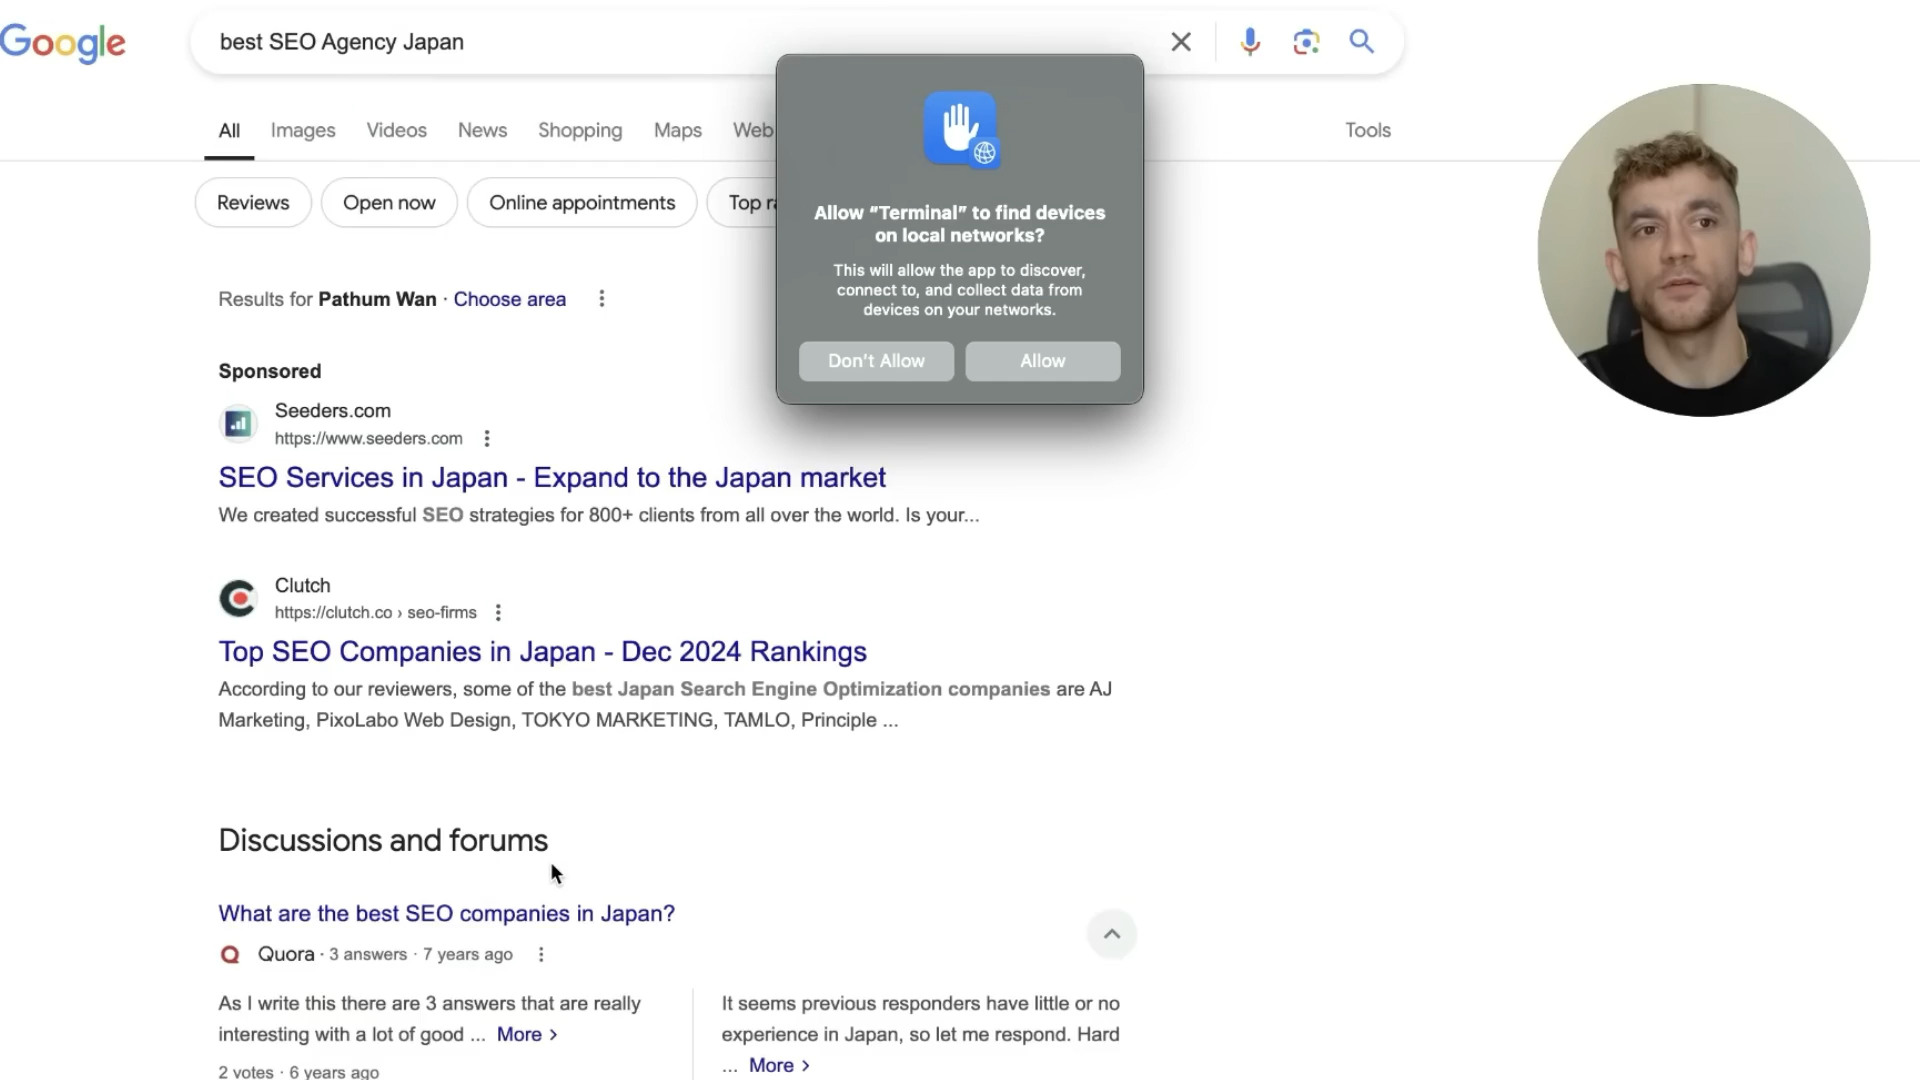 Google
best SEO Agency Japan
All
Images
Videos
News
Shopping
Maps
Web
Tools
Reviews
Open now
Online appointments
Top ra
Allow “Terminal” to find devices
on local networks?
This will allow the app to discover,
connect to, and collect data from
devices on your networks.
Don’t Allow
Allow
Results for Pathum Wan · Choose area
Sponsored
Seeders.com
https://www.seeders.com
SEO Services in Japan - Expand to the Japan market
We created successful SEO strategies for 800+ clients from all over the world. Is your...
Clutch
https://clutch.co › seo-firms
Top SEO Companies in Japan - Dec 2024 Rankings
According to our reviewers, some of the best Japan Search Engine Optimization companies are AJ
Marketing, PixoLabo Web Design, TOKYO MARKETING, TAMLO, Principle ...
Discussions and forums
What are the best SEO companies in Japan?
Quora · 3 answers · 7 years ago
As I write this there are 3 answers that are really
interesting with a lot of good ... More ›
2 votes · 6 years ago
It seems previous responders have little or no
experience in Japan, so let me respond. Hard
... More ›